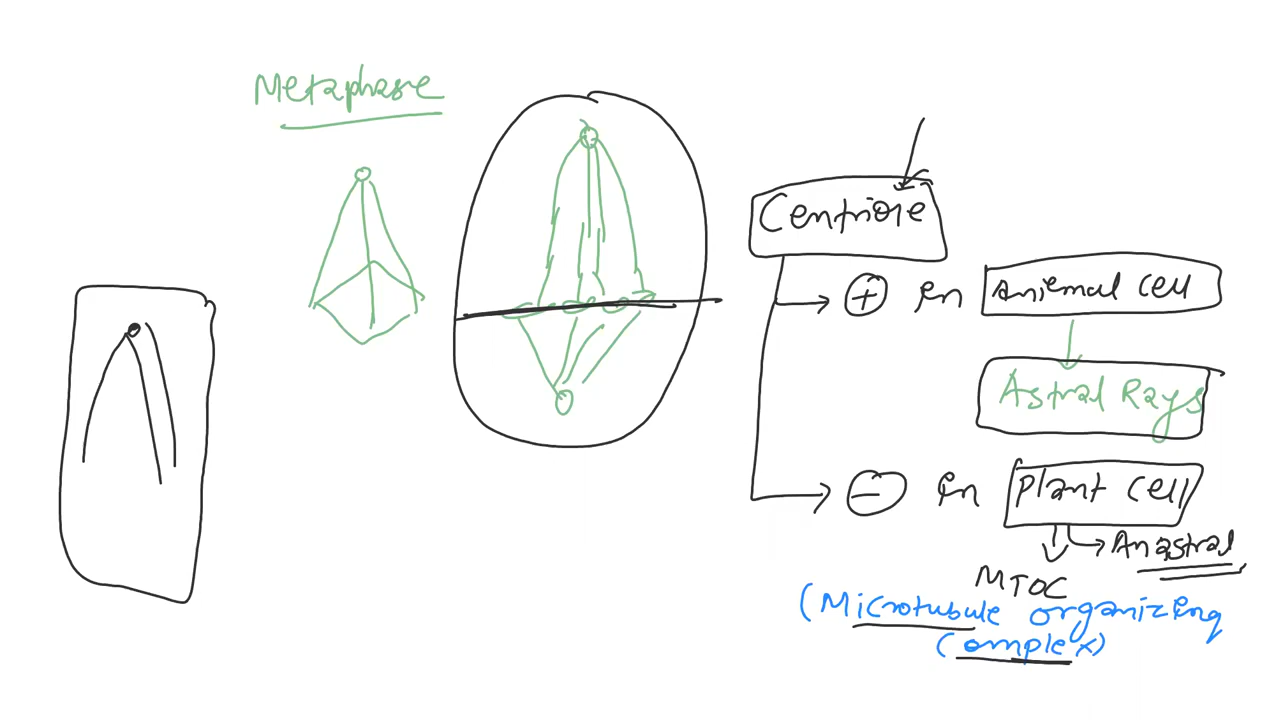 Metaphase
Centriole
+ in Animal cell
Astral Rays
- in Plant cell
Anastral
MTOC
(Microtubule organizing
Complex)